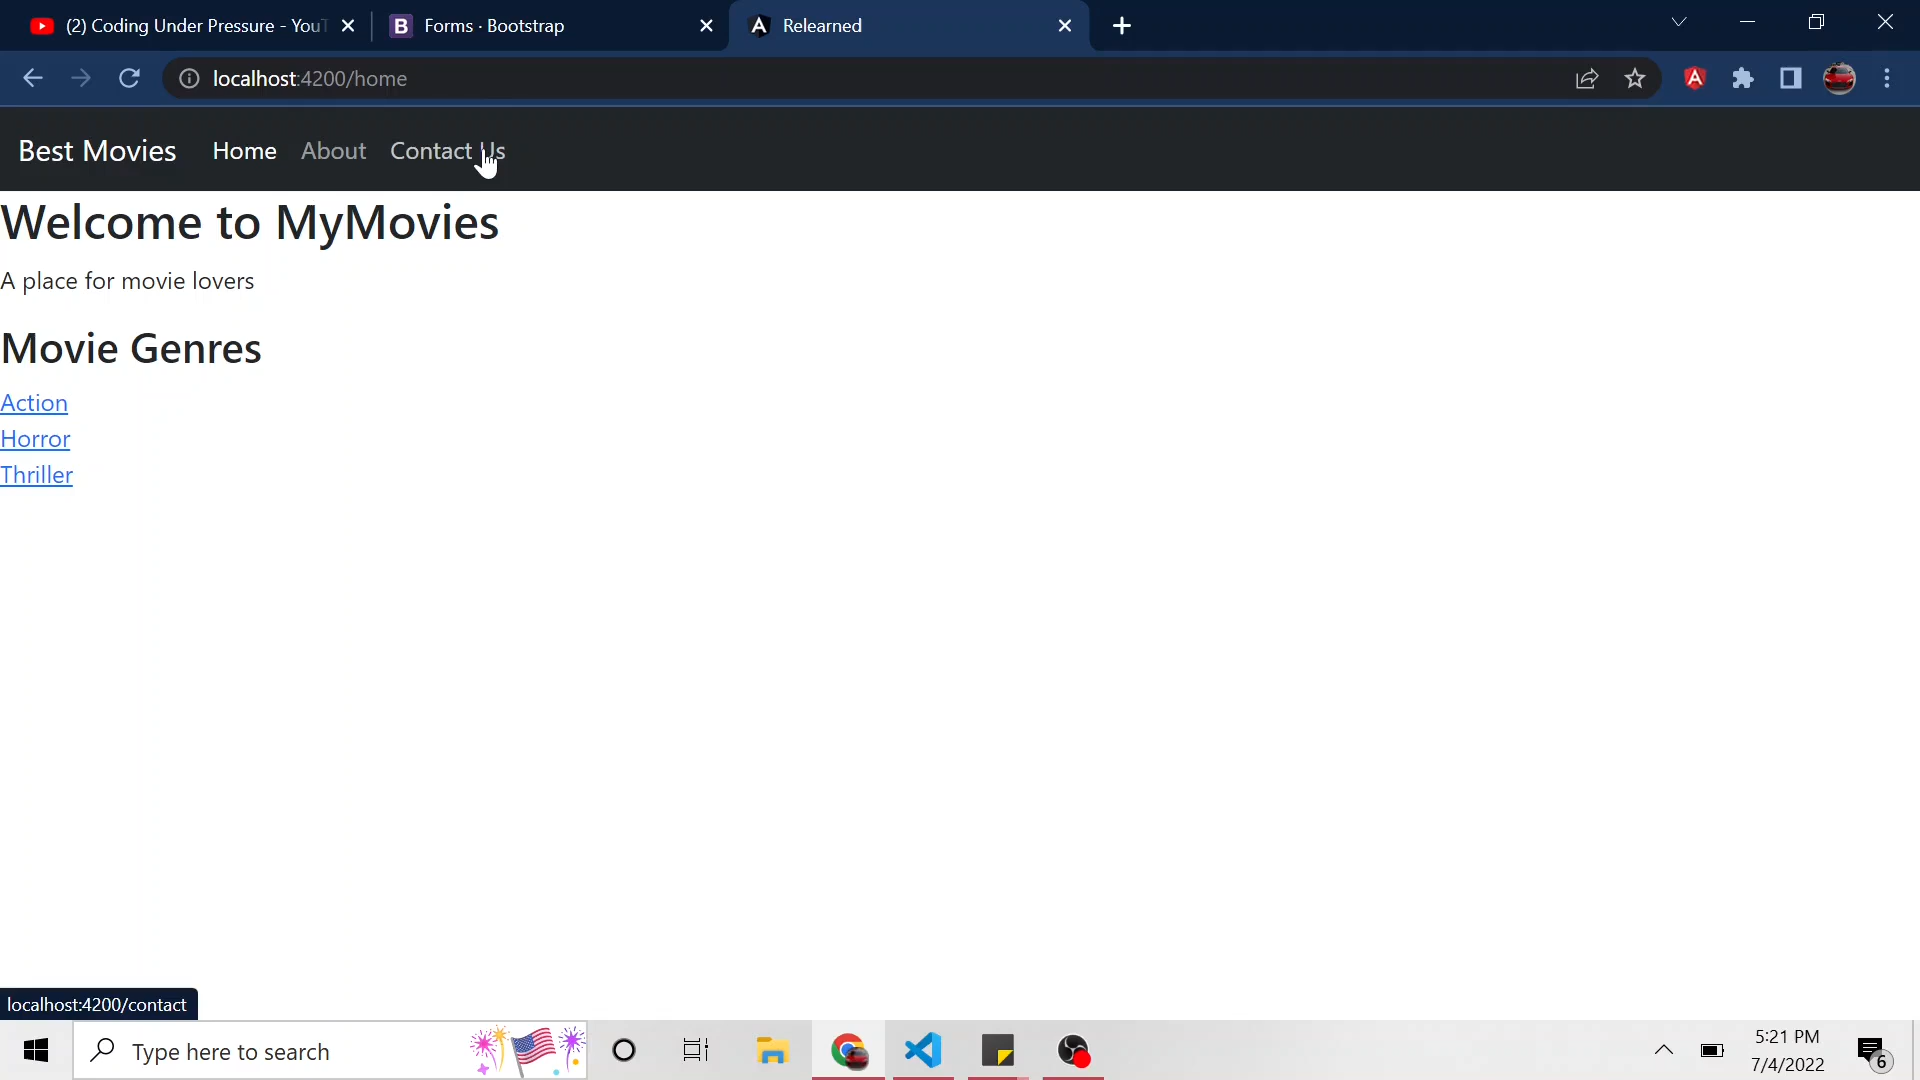 (2) Coding Under Pressure - YouT
Forms · Bootstrap
Relearned
localhost:4200/home
Best Movies Home About Contact Us
Welcome to MyMovies
A place for movie lovers
Movie Genres
Action
Horror
Thriller
localhost:4200/contact
Type here to search
5:21 PM
7/4/2022
6